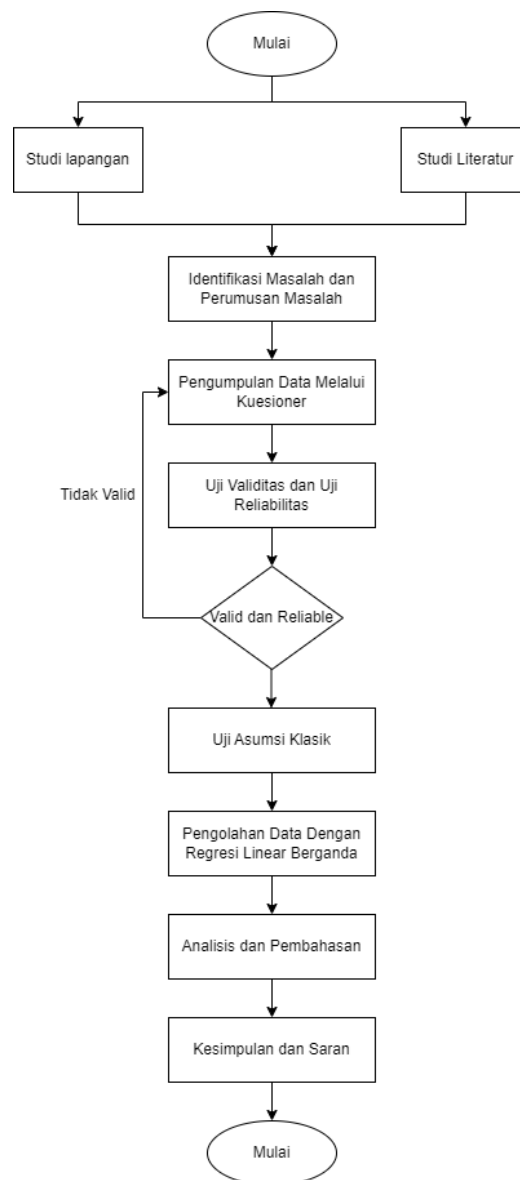 Mulai
Studi lapangan
Studi Literatur
Identifikasi Masalah dan
Perumusan Masalah
Pengumpulan Data Melalui
Kuesioner
Uji Validitas dan Uji
Reliabilitas
Tidak Valid
Valid dan Reliable
Uji Asumsi Klasik
Pengolahan Data Dengan
Regresi Linear Berganda
Analisis dan Pembahasan
Kesimpulan dan Saran
Mulai